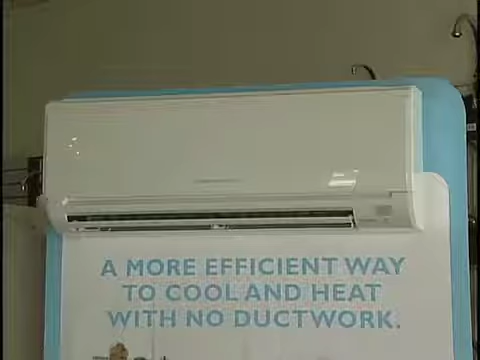 A MORE EFFICIENT WAY
TO COOL AND HEAT
WITH NO DUCTWORK.